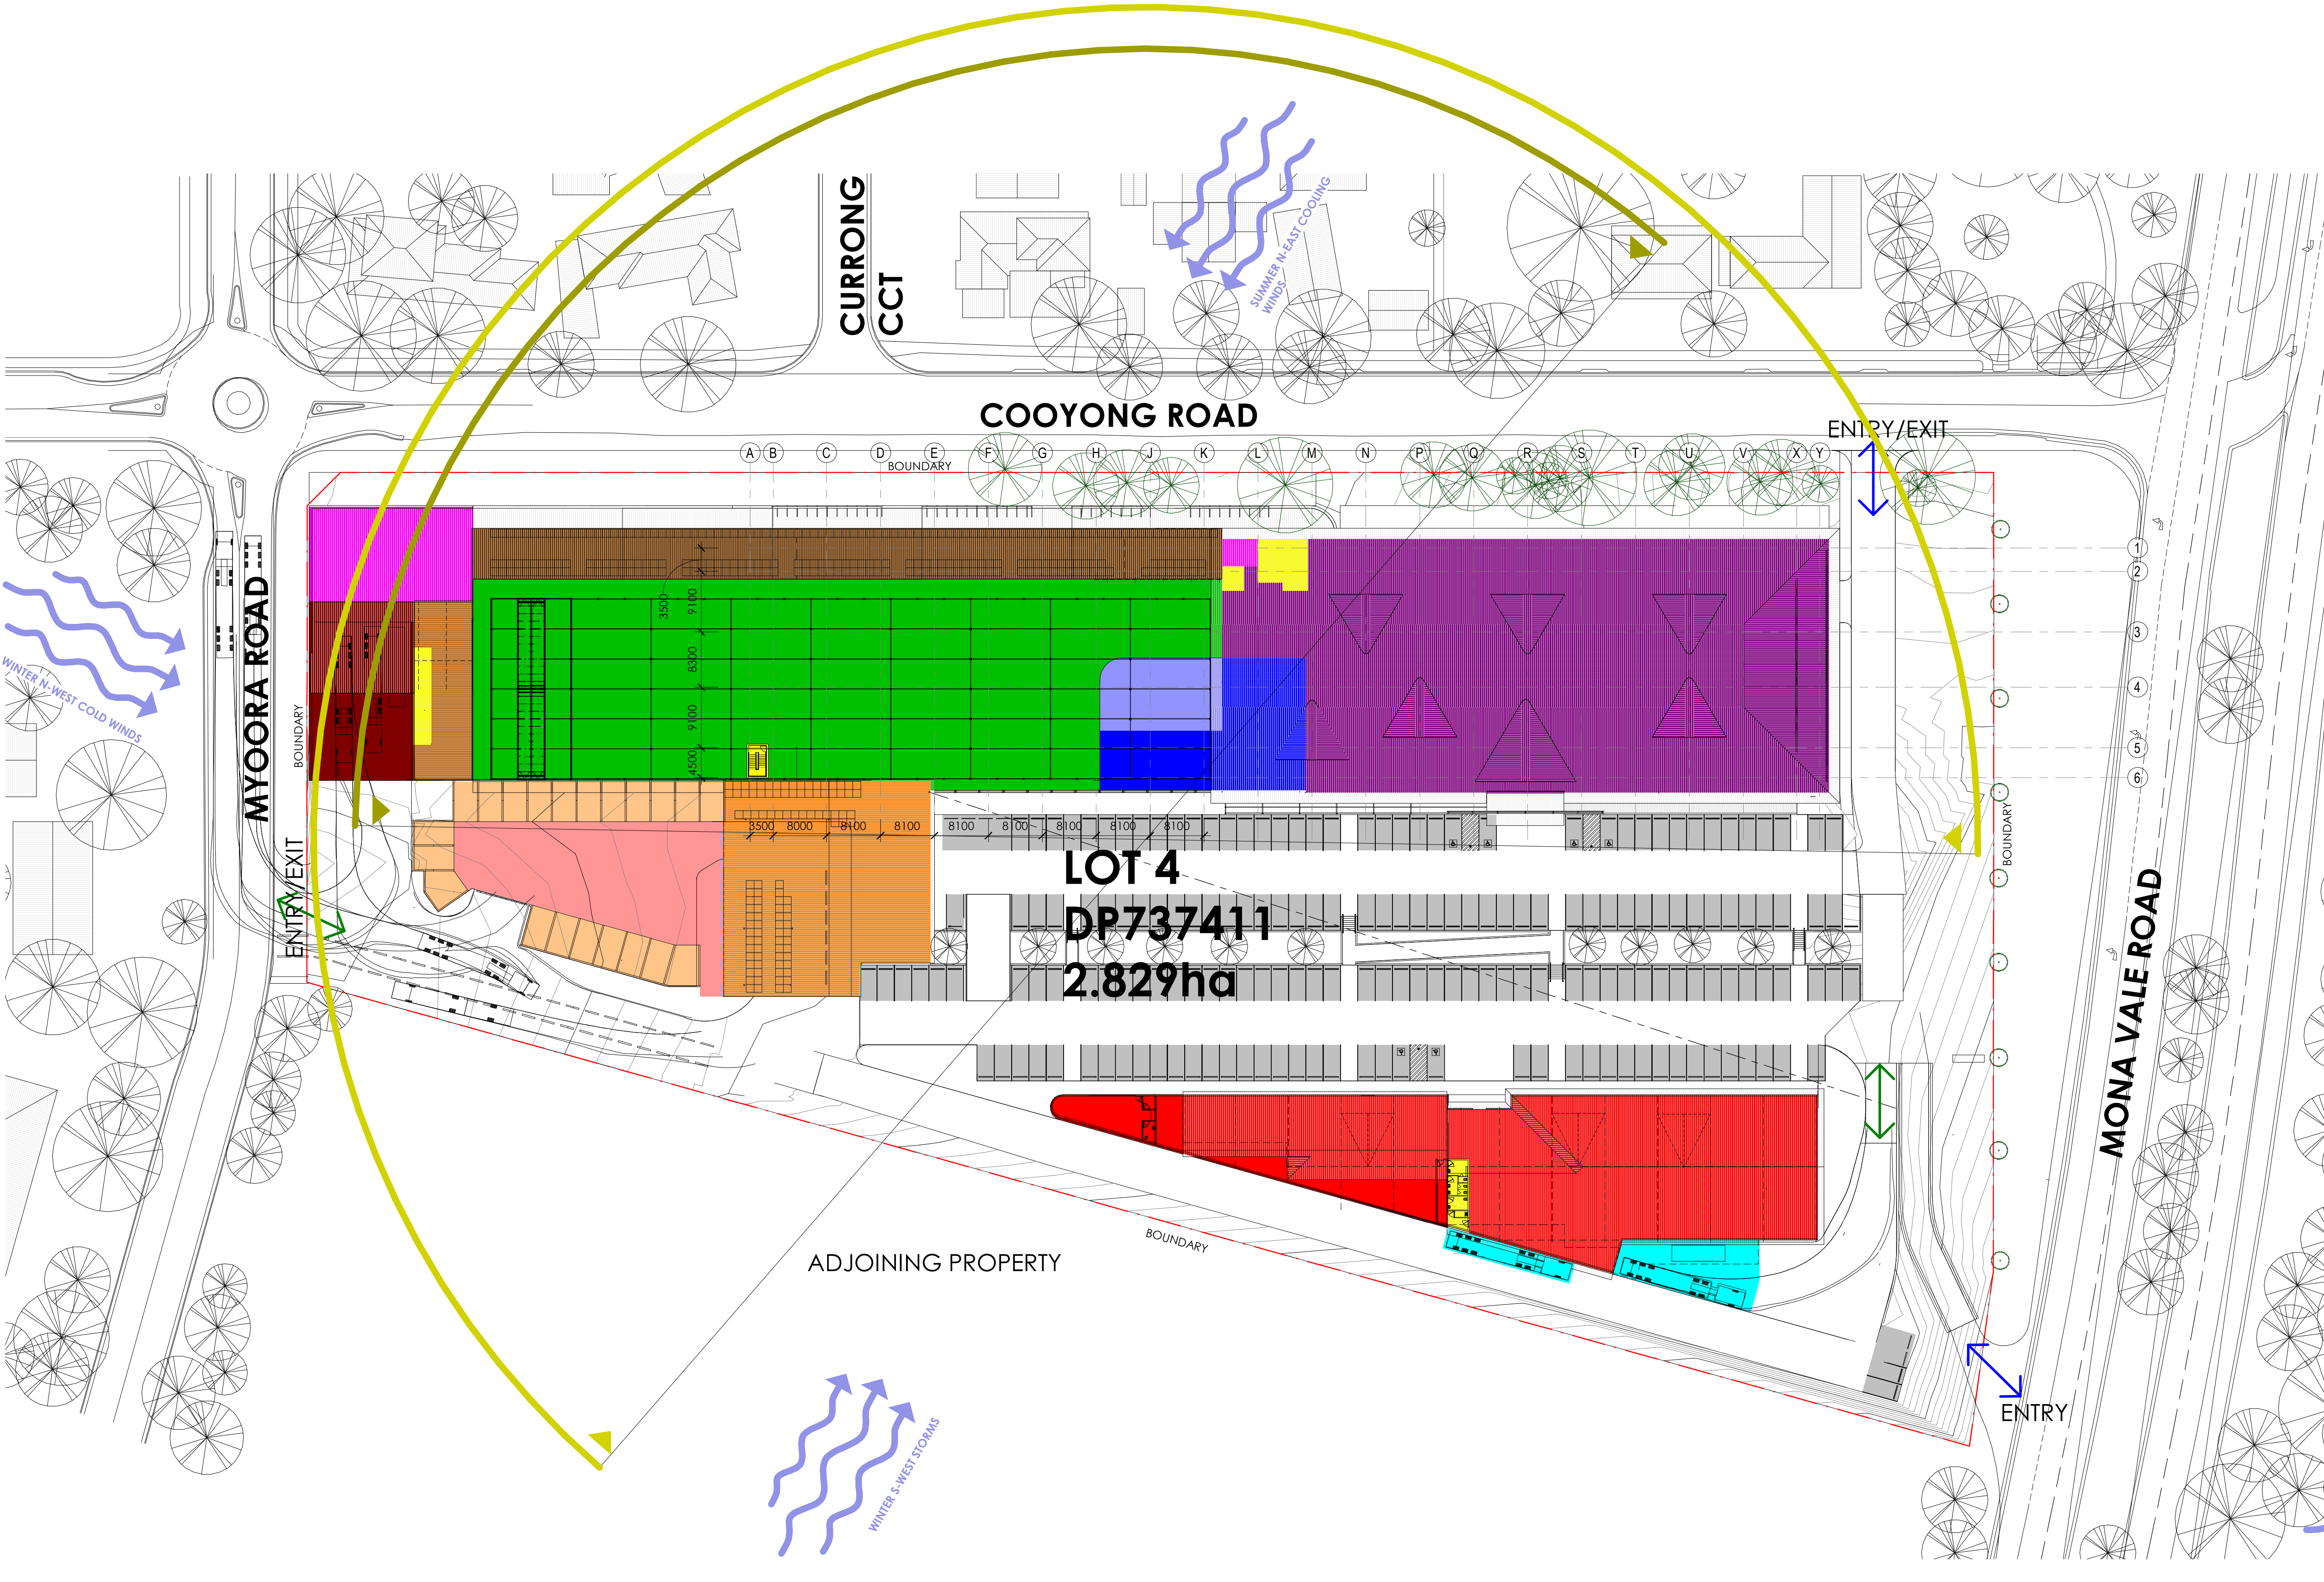 CURRONG
CCT
SUMMER N-EAST COOLING
WINDS
COOYONG ROAD
ENTRY/EXIT
A B C D E F G H J K L M N P Q R S T U V X Y
BOUNDARY
1
2
3
4
5
6
3500
9100
8300
9100
4500
MYOORA ROAD
WINTER N-WEST COLD WINDS
BOUNDARY
ENTRY/EXIT
3500 8000 8100 8100 8100 8100 8100 8100 8100
LOT 4
DP737411
2.829ha
BOUNDARY
MONA VALE ROAD
ADJOINING PROPERTY
BOUNDARY
ENTRY
WINTER S-WEST STORMS